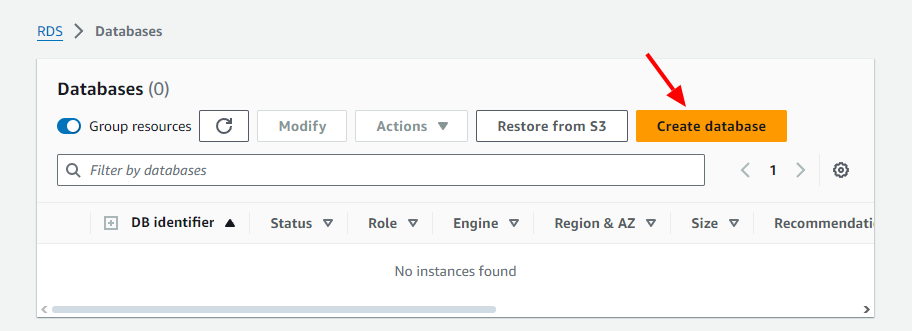 RDS > Databases
Databases (0)
Group resources Modify Actions Restore from S3 Create database
Filter by databases 1
DB identifier Status Role Engine Region & AZ Size Recommendati
No instances found